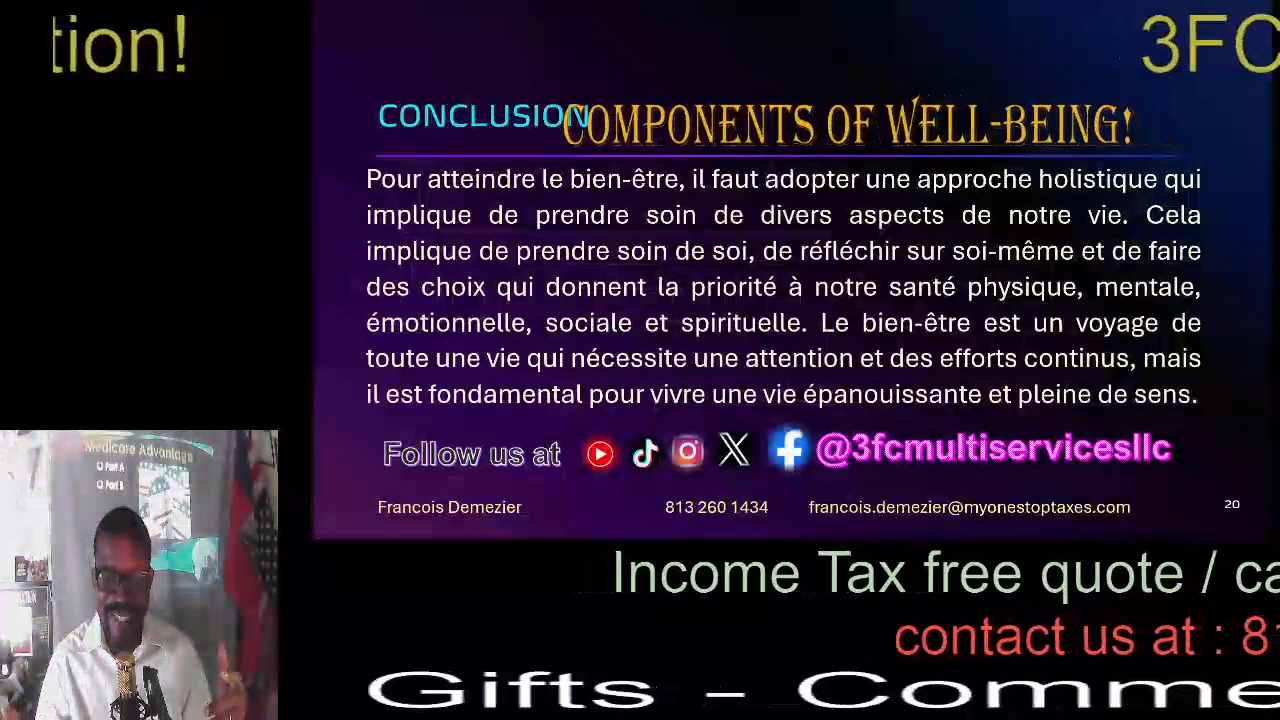 tion!
3FC
CONCLUSION
COMPONENTS OF WELL-BEING!
Pour atteindre le bien-être, il faut adopter une approche holistique qui
implique de prendre soin de divers aspects de notre vie. Cela
implique de prendre soin de soi, de réfléchir sur soi-même et de faire
des choix qui donnent la priorité à notre santé physique, mentale,
émotionnelle, sociale et spirituelle. Le bien-être est un voyage de
toute une vie qui nécessite une attention et des efforts continus, mais
il est fondamental pour vivre une vie épanouissante et pleine de sens.
Follow us at @3fcmultiservicesllc
Francois Demezier 813 260 1434 francois.demezier@myonestoptaxes.com 20
Medicare Advantage
Part A
Part B
Income Tax free quote / ca
contact us at : 81
Gifts - Comme